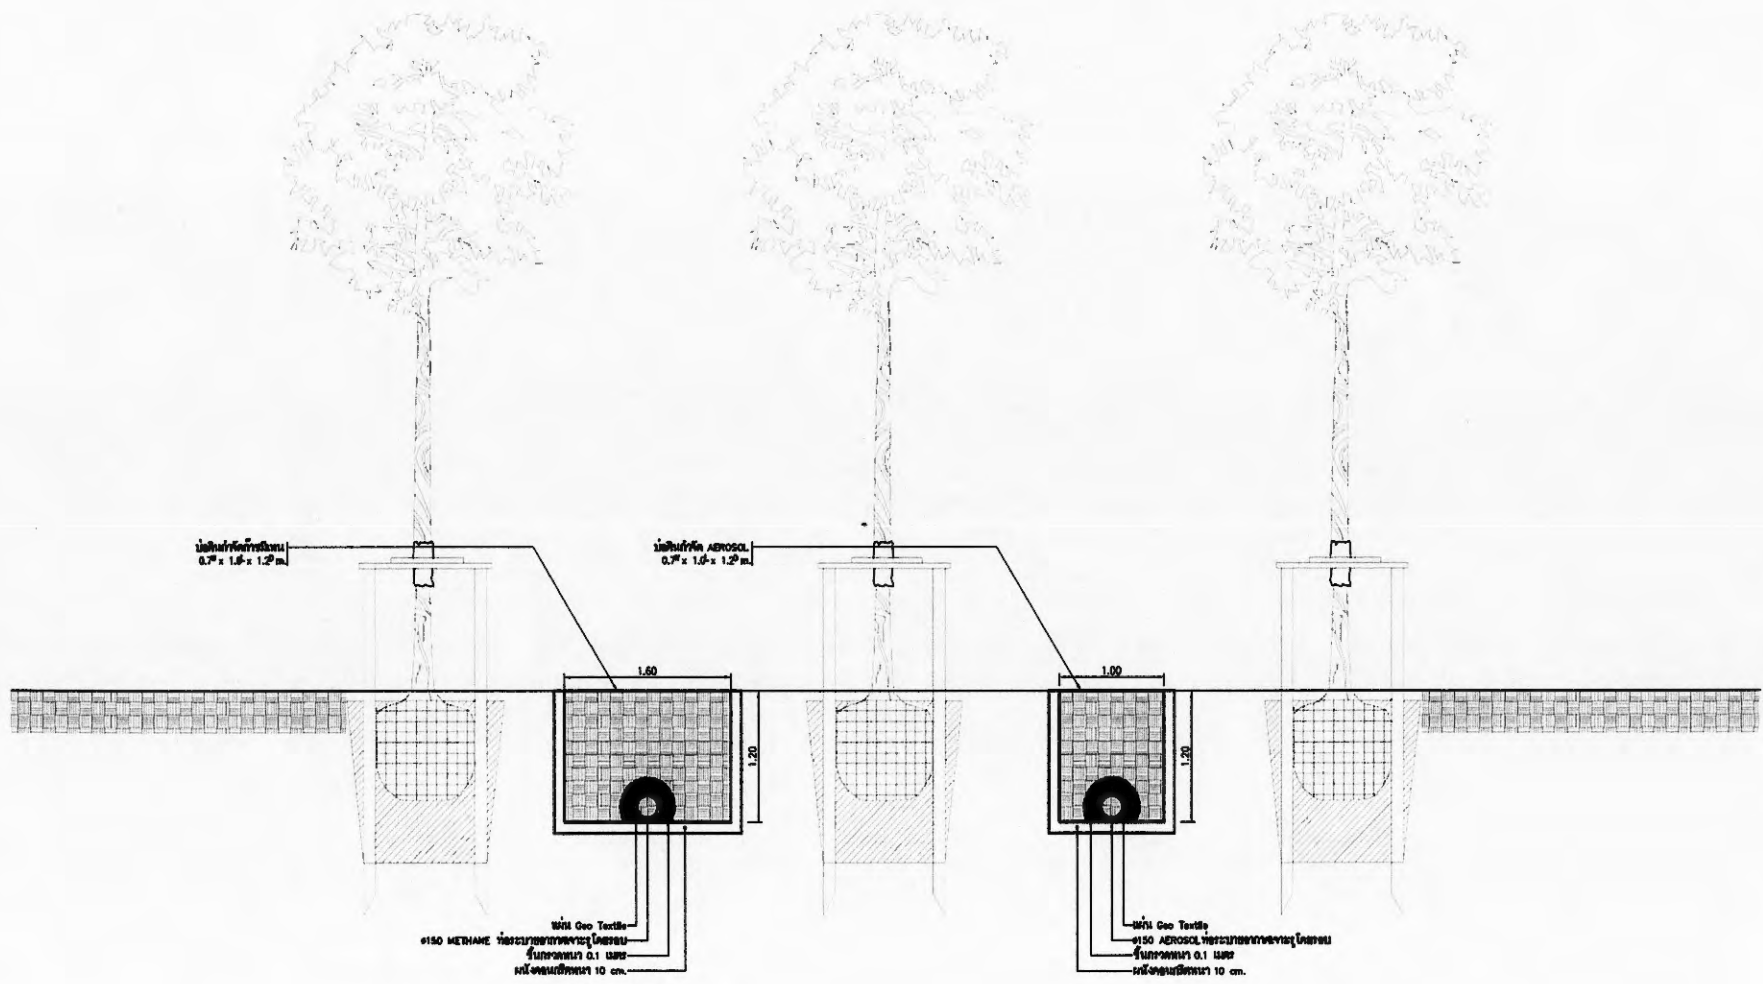 บ่อดินกำจัดก๊าซมีเทน
0.7ᵂ x 1.6ᴸ x 1.2ᴰ m.
บ่อดินกำจัด AEROSOL
0.7ᵂ x 1.0ᴸ x 1.2ᴰ m.
1.60
1.00
1.20
1.20
แผ่น Geo Textile
ø150 METHANE ท่อระบายอากาศเจาะรูโดยรอบ
ชั้นกรวดหนา 0.1 เมตร
ผนังคอนกรีตหนา 10 cm.
แผ่น Geo Textile
ø150 AEROSOL ท่อระบายอากาศเจาะรูโดยรอบ
ชั้นกรวดหนา 0.1 เมตร
ผนังคอนกรีตหนา 10 cm.